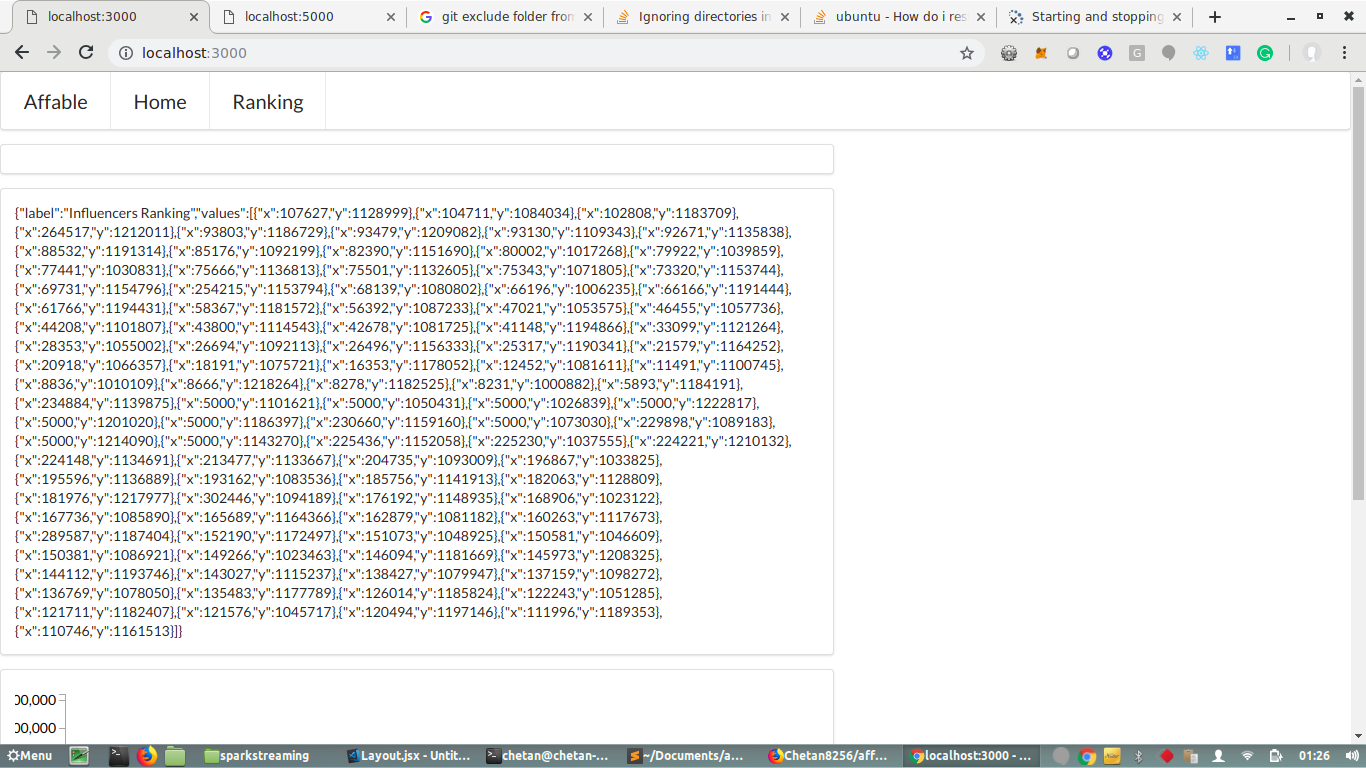 localhost:3000
localhost:5000
git exclude folder from
Ignoring directories in
ubuntu - How do i res
Starting and stopping
localhost:3000
Affable
Home
Ranking
{"label":"Influencers Ranking","values":[{"x":107627,"y":1128999},{"x":104711,"y":1084034},{"x":102808,"y":1183709},
{"x":264517,"y":1212011},{"x":93803,"y":1186729},{"x":93479,"y":1209082},{"x":93130,"y":1109343},{"x":92671,"y":1135838},
{"x":88532,"y":1191314},{"x":85176,"y":1092199},{"x":82390,"y":1151690},{"x":80002,"y":1017268},{"x":79922,"y":1039859},
{"x":77441,"y":1030831},{"x":75666,"y":1136813},{"x":75501,"y":1132605},{"x":75343,"y":1071805},{"x":73320,"y":1153744},
{"x":69731,"y":1154796},{"x":254215,"y":1153794},{"x":68139,"y":1080802},{"x":66196,"y":1006235},{"x":66166,"y":1191444},
{"x":61766,"y":1194431},{"x":58367,"y":1181572},{"x":56392,"y":1087233},{"x":47021,"y":1053575},{"x":46455,"y":1057736},
{"x":44208,"y":1101807},{"x":43800,"y":1114543},{"x":42678,"y":1081725},{"x":41148,"y":1194866},{"x":33099,"y":1121264},
{"x":28353,"y":1055002},{"x":26694,"y":1092113},{"x":26496,"y":1156333},{"x":25317,"y":1190341},{"x":21579,"y":1164252},
{"x":20918,"y":1066357},{"x":18191,"y":1075721},{"x":16353,"y":1178052},{"x":12452,"y":1081611},{"x":11491,"y":1100745},
{"x":8836,"y":1010109},{"x":8666,"y":1218264},{"x":8278,"y":1182525},{"x":8231,"y":1000882},{"x":5893,"y":1184191},
{"x":234884,"y":1139875},{"x":5000,"y":1101621},{"x":5000,"y":1050431},{"x":5000,"y":1026839},{"x":5000,"y":1222817},
{"x":5000,"y":1201020},{"x":5000,"y":1186397},{"x":230660,"y":1159160},{"x":5000,"y":1073030},{"x":229898,"y":1089183},
{"x":5000,"y":1214090},{"x":5000,"y":1143270},{"x":225436,"y":1152058},{"x":225230,"y":1037555},{"x":224221,"y":1210132},
{"x":224148,"y":1134691},{"x":213477,"y":1133667},{"x":204735,"y":1093009},{"x":196867,"y":1033825},
{"x":195596,"y":1136889},{"x":193162,"y":1083536},{"x":185756,"y":1141913},{"x":182063,"y":1128809},
{"x":181976,"y":1217977},{"x":302446,"y":1094189},{"x":176192,"y":1148935},{"x":168906,"y":1023122},
{"x":167736,"y":1085890},{"x":165689,"y":1164366},{"x":162879,"y":1081182},{"x":160263,"y":1117673},
{"x":289587,"y":1187404},{"x":152190,"y":1172497},{"x":151073,"y":1048925},{"x":150581,"y":1046609},
{"x":150381,"y":1086921},{"x":149266,"y":1023463},{"x":146094,"y":1181669},{"x":145973,"y":1208325},
{"x":144112,"y":1193746},{"x":143027,"y":1115237},{"x":138427,"y":1079947},{"x":137159,"y":1098272},
{"x":136769,"y":1078050},{"x":135483,"y":1177789},{"x":126014,"y":1185824},{"x":122243,"y":1051285},
{"x":121711,"y":1182407},{"x":121576,"y":1045717},{"x":120494,"y":1197146},{"x":111996,"y":1189353},
{"x":110746,"y":1161513}]}
00,000
00,000
Menu
sparkstreaming
Layout.jsx - Untit...
chetan@chetan-...
~/Documents/a...
Chetan8256/aff...
localhost:3000 - ...
01:26